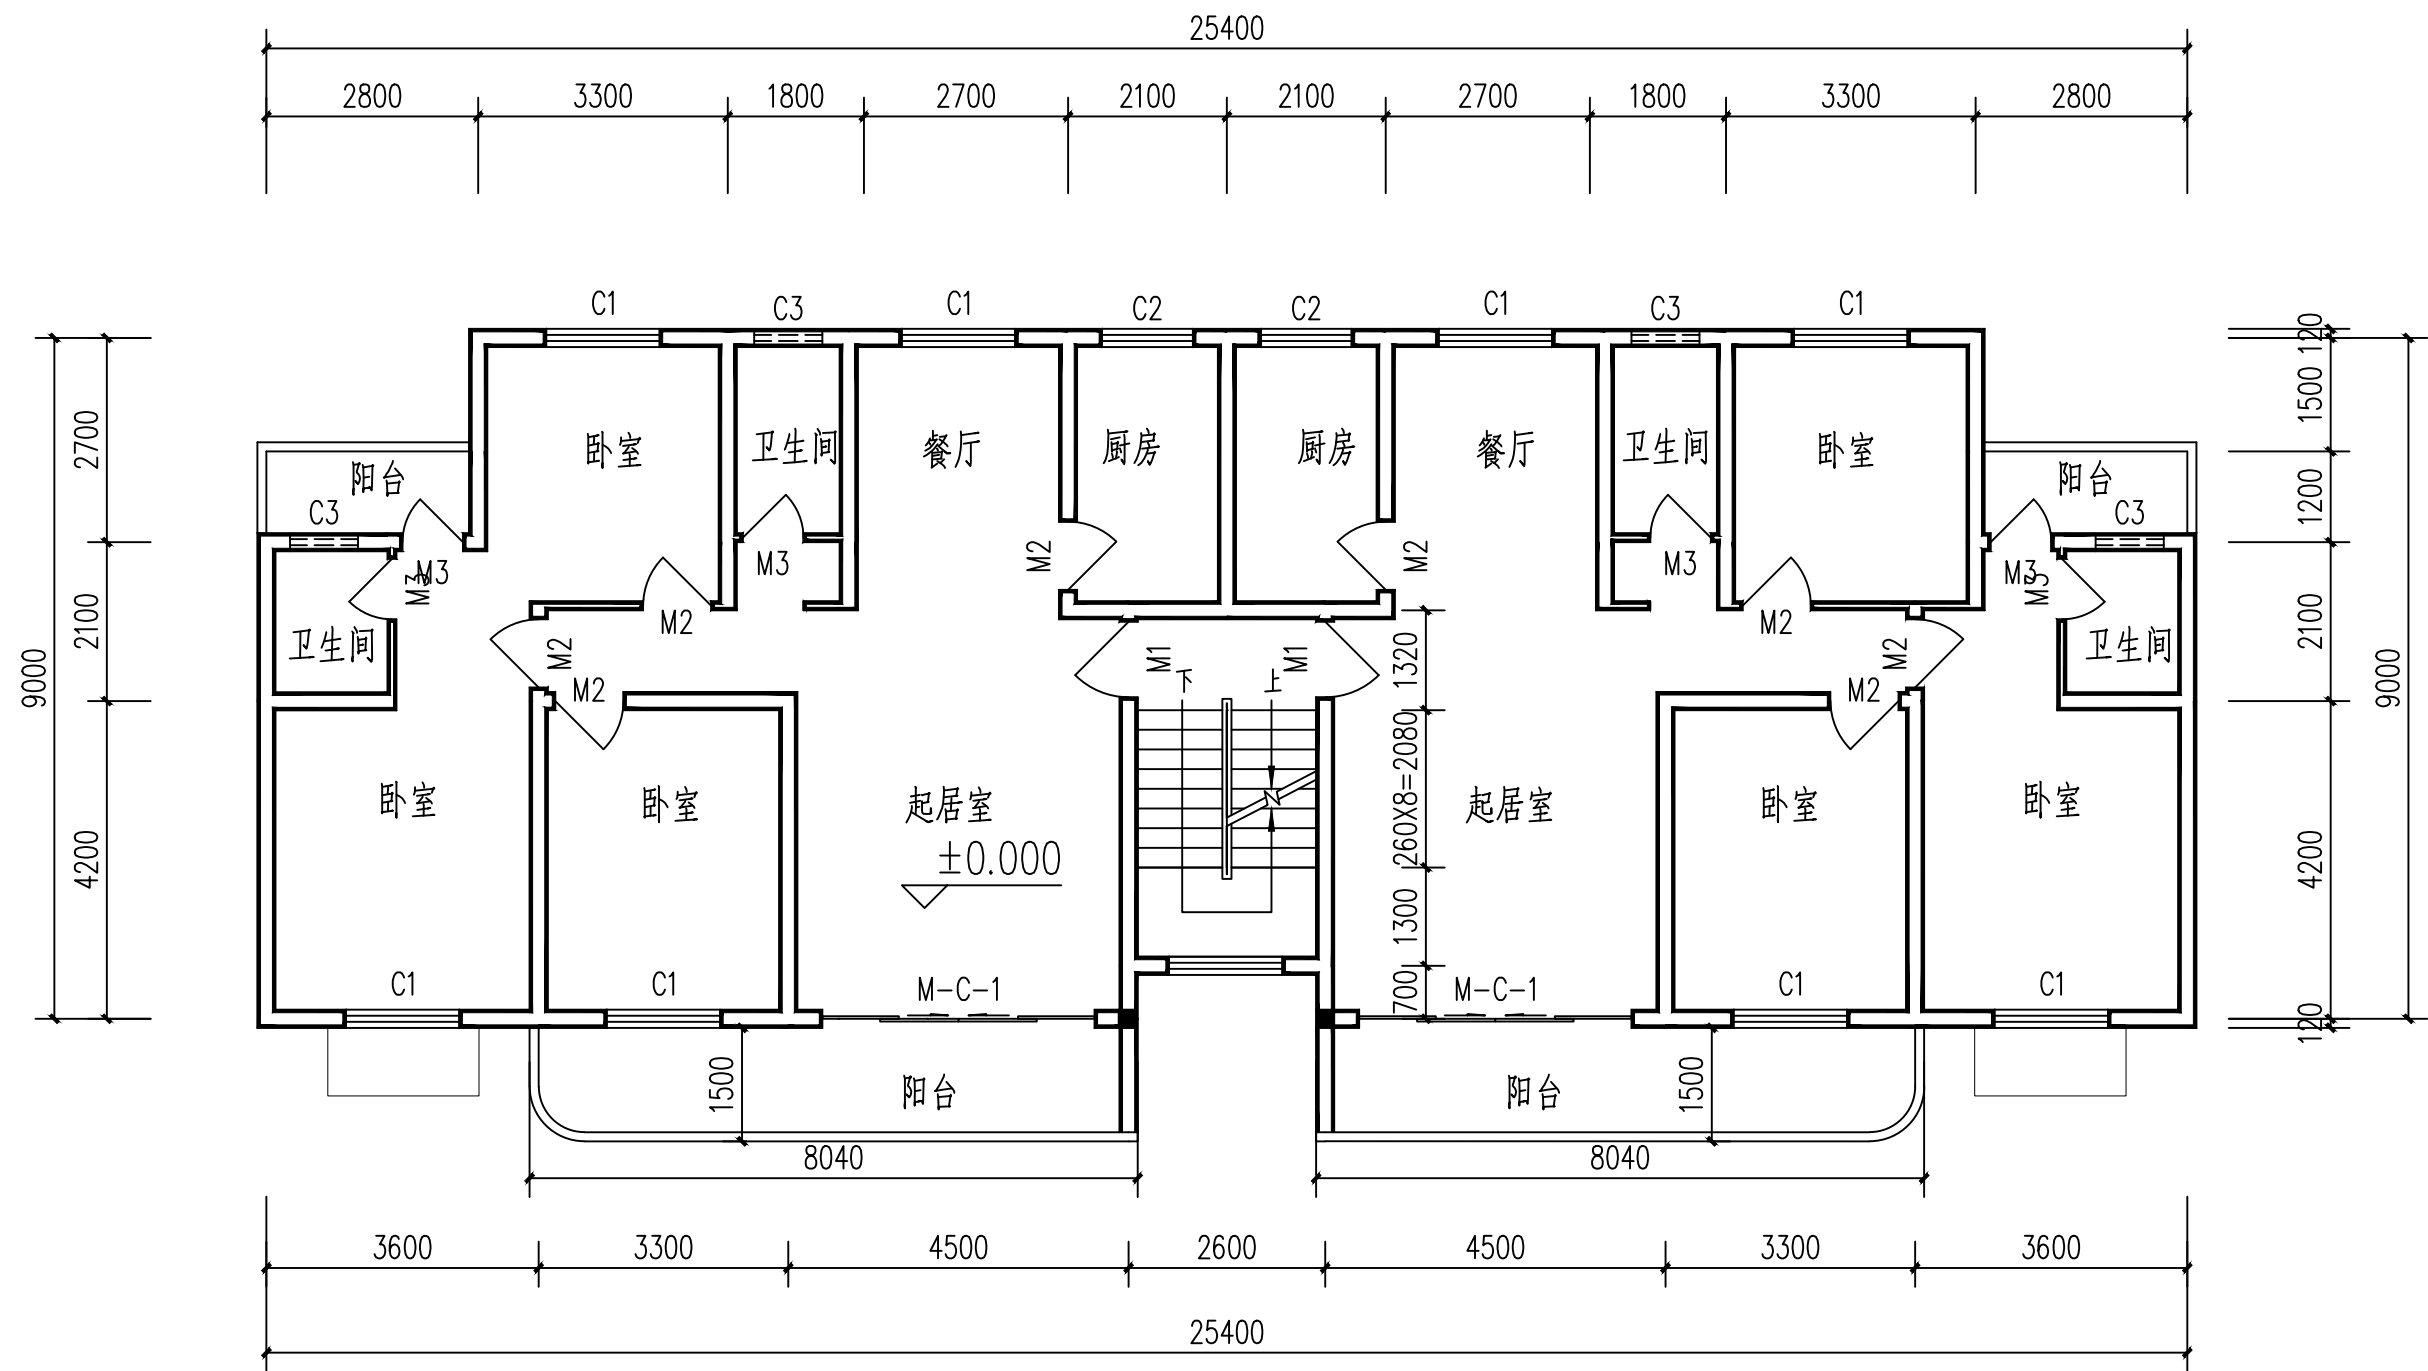 25400
2800 3300 1800 2700 2100 2100 2700 1800 3300 2800
C1 C3 C1 C2 C2 C1 C3 C1
120
1500
2700
卧室 卫生间 餐厅 厨房 厨房 餐厅 卫生间 卧室
阳台 阳台
1200
C3 C3
M2 M2
M3 M3 M3 M3
M3 M3
2100 2100
M2 M2
卫生间 卫生间
M2 M1 M1 1320 M2
9000 9000
下 上
M2 M2
260X8=2080
卧室 卧室 起居室 起居室 卧室 卧室
±0.000
4200 4200
1300
C1 C1 M-C-1 M-C-1 C1 C1
700
120
1500 阳台 阳台 1500
8040 8040
3600 3300 4500 2600 4500 3300 3600
25400